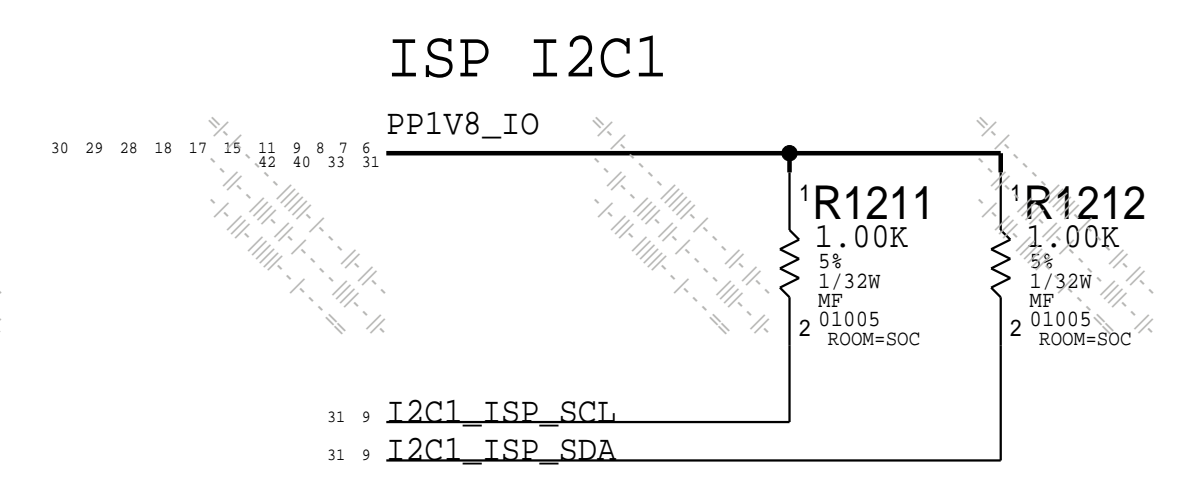 ISP I2C1
PP1V8_IO
30 29 28 18 17 15 11 9 8 7 6
42 40 33 31
1 R1211
1.00K
5%
1/32W
MF
01005
2
ROOM=SOC
1 R1212
1.00K
5%
1/32W
MF
01005
2
ROOM=SOC
31 9 I2C1_ISP_SCL
31 9 I2C1_ISP_SDA